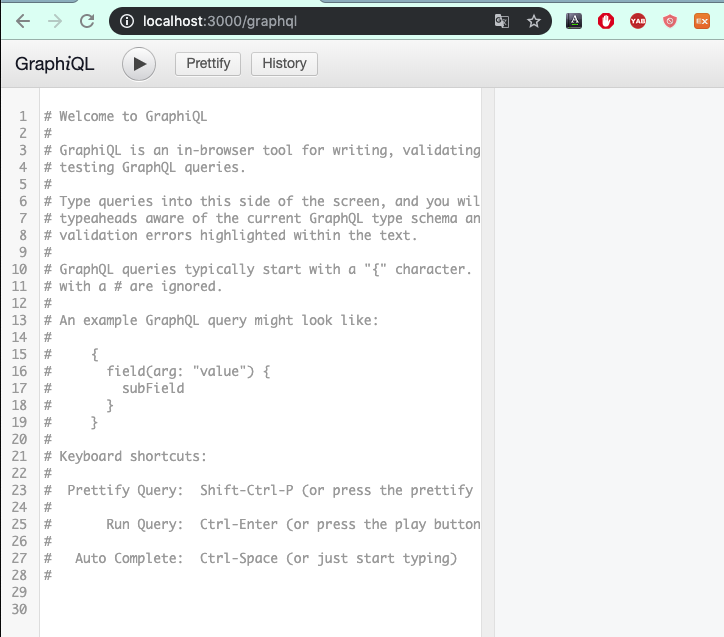 localhost:3000/graphql
A
YAB
EX
GraphiQL
Prettify
History
1 # Welcome to GraphiQL
2 #
3 # GraphiQL is an in-browser tool for writing, validating
4 # testing GraphQL queries.
5 #
6 # Type queries into this side of the screen, and you wil
7 # typeaheads aware of the current GraphQL type schema an
8 # validation errors highlighted within the text.
9 #
10 # GraphQL queries typically start with a "{" character.
11 # with a # are ignored.
12 #
13 # An example GraphQL query might look like:
14 #
15 #     {
16 #       field(arg: "value") {
17 #         subField
18 #       }
19 #     }
20 #
21 # Keyboard shortcuts:
22 #
23 #  Prettify Query:  Shift-Ctrl-P (or press the prettify
24 #
25 #       Run Query:  Ctrl-Enter (or press the play button
26 #
27 #   Auto Complete:  Ctrl-Space (or just start typing)
28 #
29
30